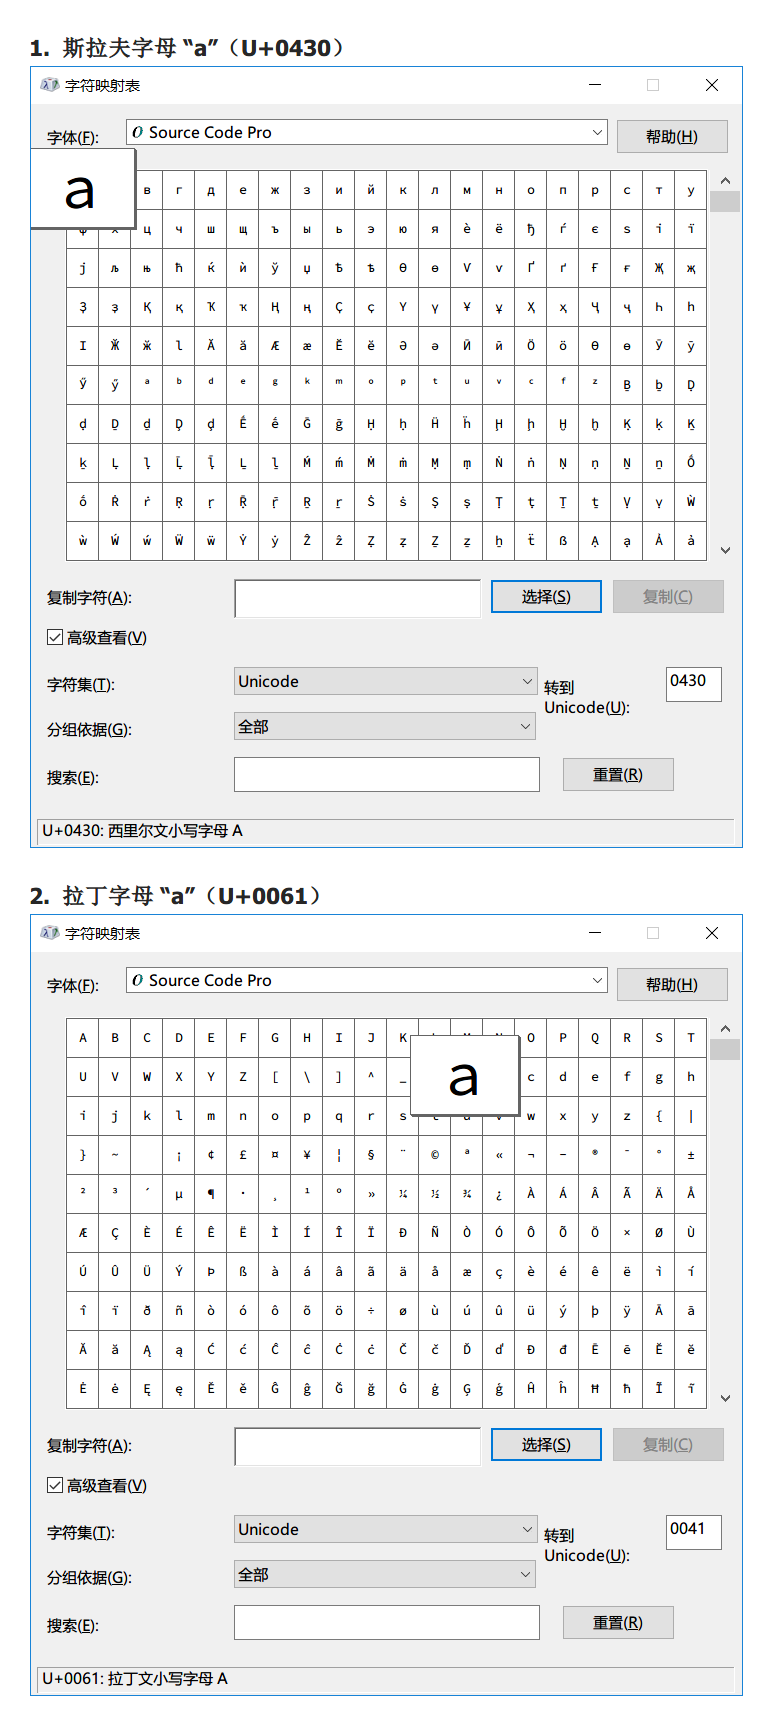 1. 斯拉夫字母 “а”（U+0430）
字符映射表
字体(F): Source Code Pro 帮助(H)
а
в г д е ж з и й к л м н о п р с т у
ц ч ш щ ъ ы ь э ю я ѐ ё ђ ѓ є ѕ і ї
ј љ њ ћ ќ ѝ ў џ Ѣ ѣ Ѳ ѳ Ѵ ѵ Ґ ґ Ғ ғ Җ җ
Ҙ ҙ Қ қ Ҡ ҡ Ң ң Ҫ ҫ Ү ү Ұ ұ Ҳ ҳ Ҷ ҷ Һ һ
Ӏ Ӂ ӂ ӏ Ӑ ӑ Ӕ ӕ Ӗ ӗ Ә ә Ӣ ӣ Ӧ ӧ Ө ө Ӯ ӯ
Ӳ ӳ ᵃ ᵇ ᵈ ᵉ ᵍ ᵏ ᵐ ᵒ ᵖ ᵗ ᵘ ᵛ ᶜ ᶠ ᶻ Ḇ ḇ Ḍ
ḍ Ḏ ḏ Ḑ ḑ Ḗ ḗ Ḡ ḡ Ḥ ḥ Ḧ ḧ Ḩ ḩ Ḫ ḫ Ḳ ḳ Ḵ
ḵ Ḷ ḷ Ḹ ḹ Ḻ ḻ Ḿ ḿ Ṁ ṁ Ṃ ṃ Ṅ ṅ Ṇ ṇ Ṉ ṉ Ṓ
ṓ Ṙ ṙ Ṛ ṛ Ṝ ṝ Ṟ ṟ Ṡ ṡ Ṣ ṣ Ṭ ṭ Ṯ ṯ Ṿ ṿ Ẁ
ẁ Ẃ ẃ Ẅ ẅ Ẏ ẏ Ẑ ẑ Ẓ ẓ Ẕ ẕ ẖ ẗ ẞ Ạ ạ Ả ả
复制字符(A): 选择(S) 复制(C)
高级查看(V)
字符集(T): Unicode 转到 Unicode(U): 0430
分组依据(G): 全部
搜索(E): 重置(R)
U+0430: 西里尔文小写字母 A
2. 拉丁字母 “a”（U+0061）
字符映射表
字体(F): Source Code Pro 帮助(H)
A B C D E F G H I J K O P Q R S T
a
U V W X Y Z [ \ ] ^ _ c d e f g h
i j k l m n o p q r s t u v w x y z { |
} ~ ¡ ¢ £ ¤ ¥ ¦ § ¨ © ª « ¬ - ® ¯ ° ±
² ³ ´ µ ¶ · ¸ ¹ º » ¼ ½ ¾ ¿ À Á Â Ã Ä Å
Æ Ç È É Ê Ë Ì Í Î Ï Ð Ñ Ò Ó Ô Õ Ö × Ø Ù
Ú Û Ü Ý Þ ß à á â ã ä å æ ç è é ê ë ì í
î ï ð ñ ò ó ô õ ö ÷ ø ù ú û ü ý þ ÿ Ā ā
Ă ă Ą ą Ć ć Ĉ ĉ Ċ ċ Č č Ď ď Đ đ Ē ē Ĕ ĕ
Ė ė Ę ę Ě ě Ĝ ĝ Ğ ğ Ġ ġ Ģ ģ Ĥ ĥ Ħ ħ Ĩ ĩ
复制字符(A): 选择(S) 复制(C)
高级查看(V)
字符集(T): Unicode 转到 Unicode(U): 0041
分组依据(G): 全部
搜索(E): 重置(R)
U+0061: 拉丁文小写字母 A